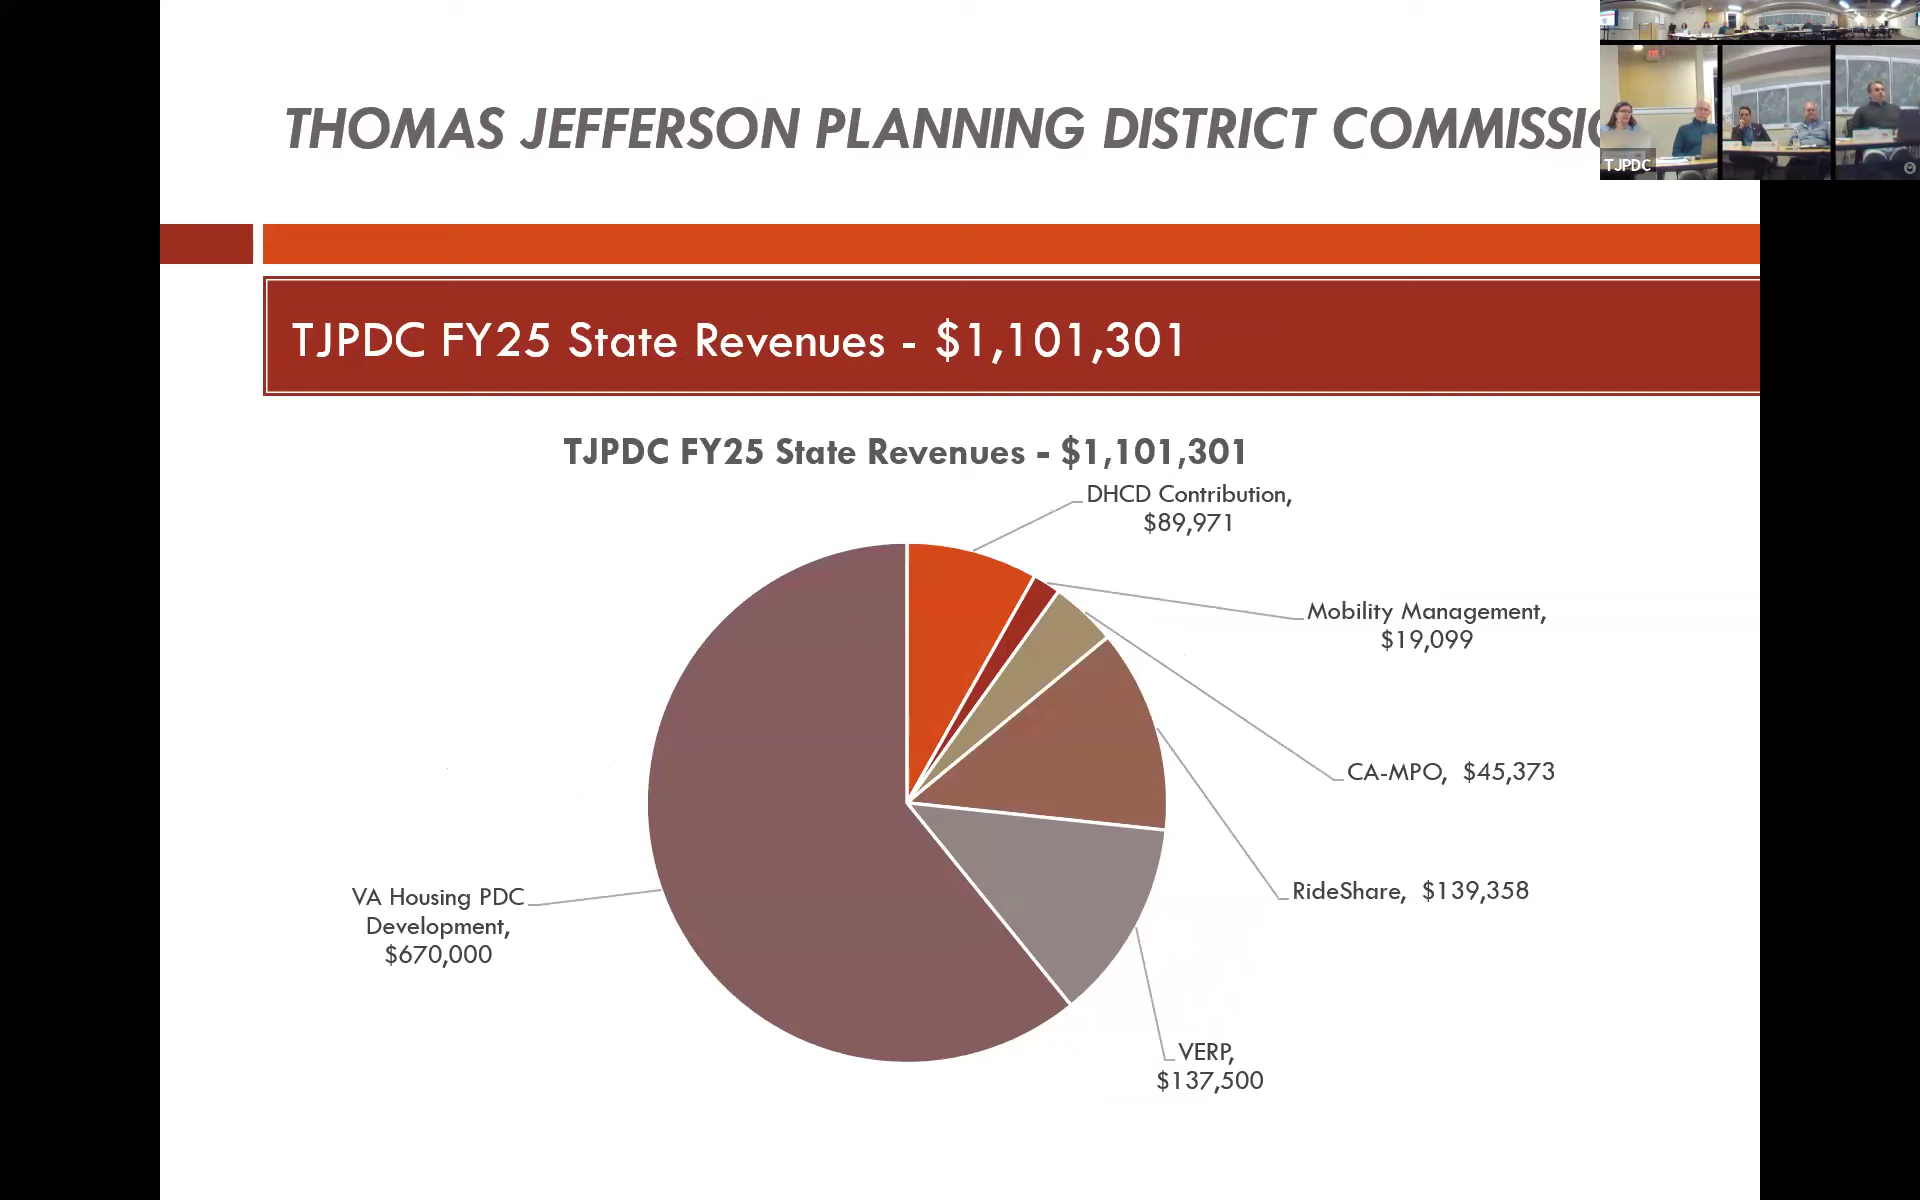 THOMAS JEFFERSON PLANNING DISTRICT COMMISSIO
TJPDC
TJPDC FY25 State Revenues - $1,101,301
TJPDC FY25 State Revenues - $1,101,301
DHCD Contribution,
$89,971
Mobility Management,
$19,099
CA-MPO, $45,373
RideShare, $139,358
VA Housing PDC
Development,
$670,000
VERP,
$137,500